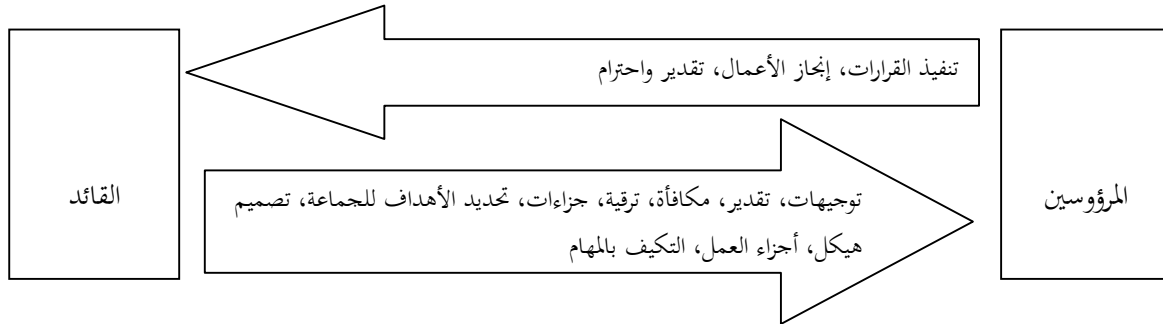 تنفيذ القرارات، إنجاز الأعمال، تقدير واحترام
المرؤوسين
القائد
توجيهات، تقدير، مكافأة، ترقية، جزاءات، تحديد الأهداف للجماعة، تصميم
هيكل، أجزاء العمل، التكيف بالمهام